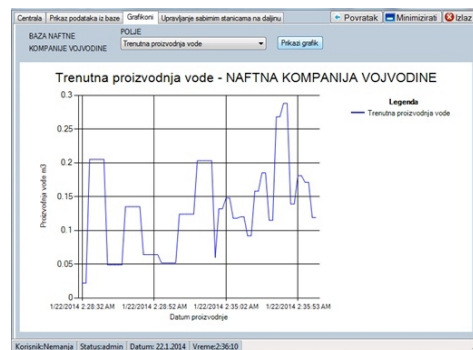 Centrala Prikaz podataka iz baze Grafikoni Upravljanje sabirnim stanicama na daljinu Povratak Minimizirati Izlaz
BAZA NAFTNE
KOMPANIJE VOJVODINE
POLJE
Trenutna proizvodnja vode
Prikazi grafik
Trenutna proizvodnja vode - NAFTNA KOMPANIJA VOJVODINE
Legenda
Trenutna proizvodnja vode
Proizvodnja vode m3
0.3
0.25
0.2
0.15
0.1
0.05
0
1/22/2014 2:28:32 AM 1/22/2014 2:28:52 AM 1/22/2014 2:35:02 AM 1/22/2014 2:35:53 AM
Datum proizvodnje
Korisnik:Nemanja Status:admin Datum: 22.1.2014 Vreme:2:36:10